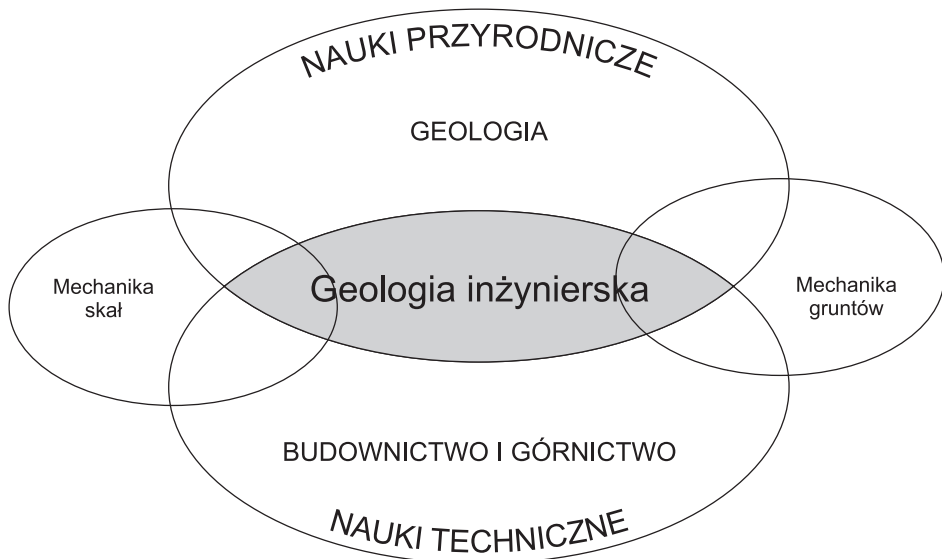 NAUKI PRZYRODNICZE
GEOLOGIA
Mechanika
skał
Geologia inżynierska
Mechanika
gruntów
BUDOWNICTWO I GÓRNICTWO
NAUKI TECHNICZNE